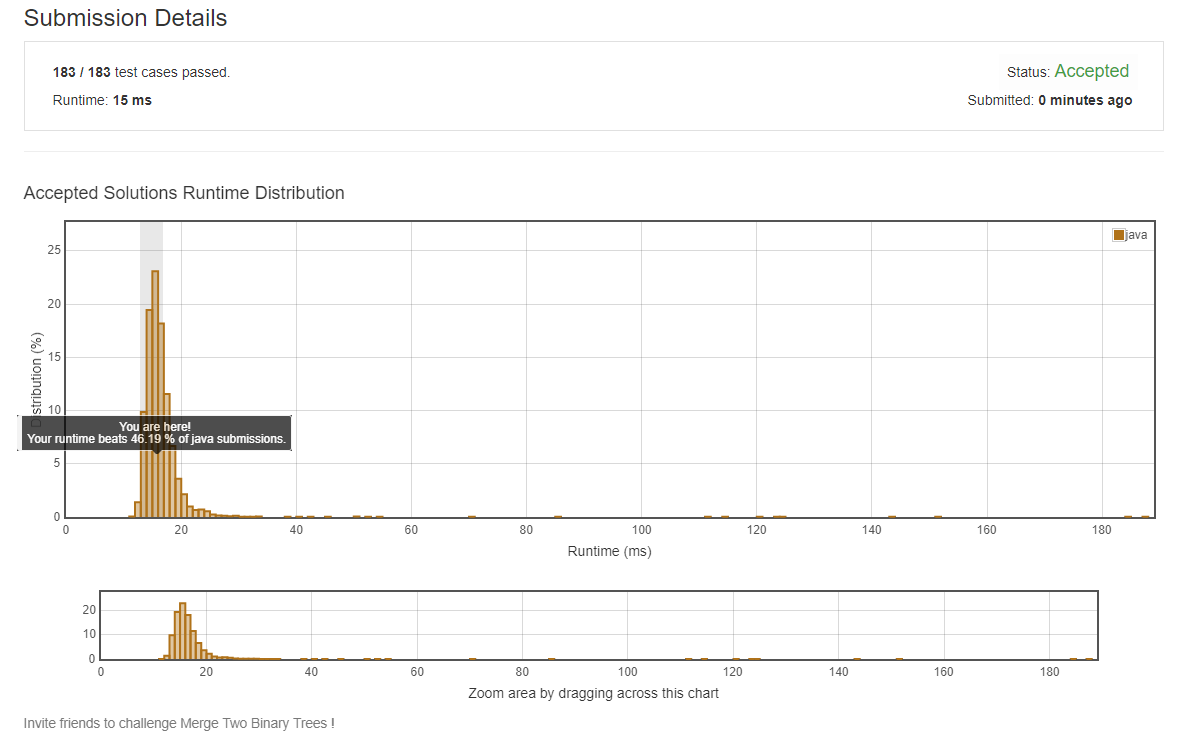 Submission Details
183 / 183 test cases passed.
Status: Accepted
Runtime: 15 ms
Submitted: 0 minutes ago
Accepted Solutions Runtime Distribution
java
25
20
15
10
5
0
Distribution (%)
You are here!
Your runtime beats 46.19 % of java submissions.
0 20 40 60 80 100 120 140 160 180
Runtime (ms)
20
10
0
0 20 40 60 80 100 120 140 160 180
Zoom area by dragging across this chart
Invite friends to challenge Merge Two Binary Trees !